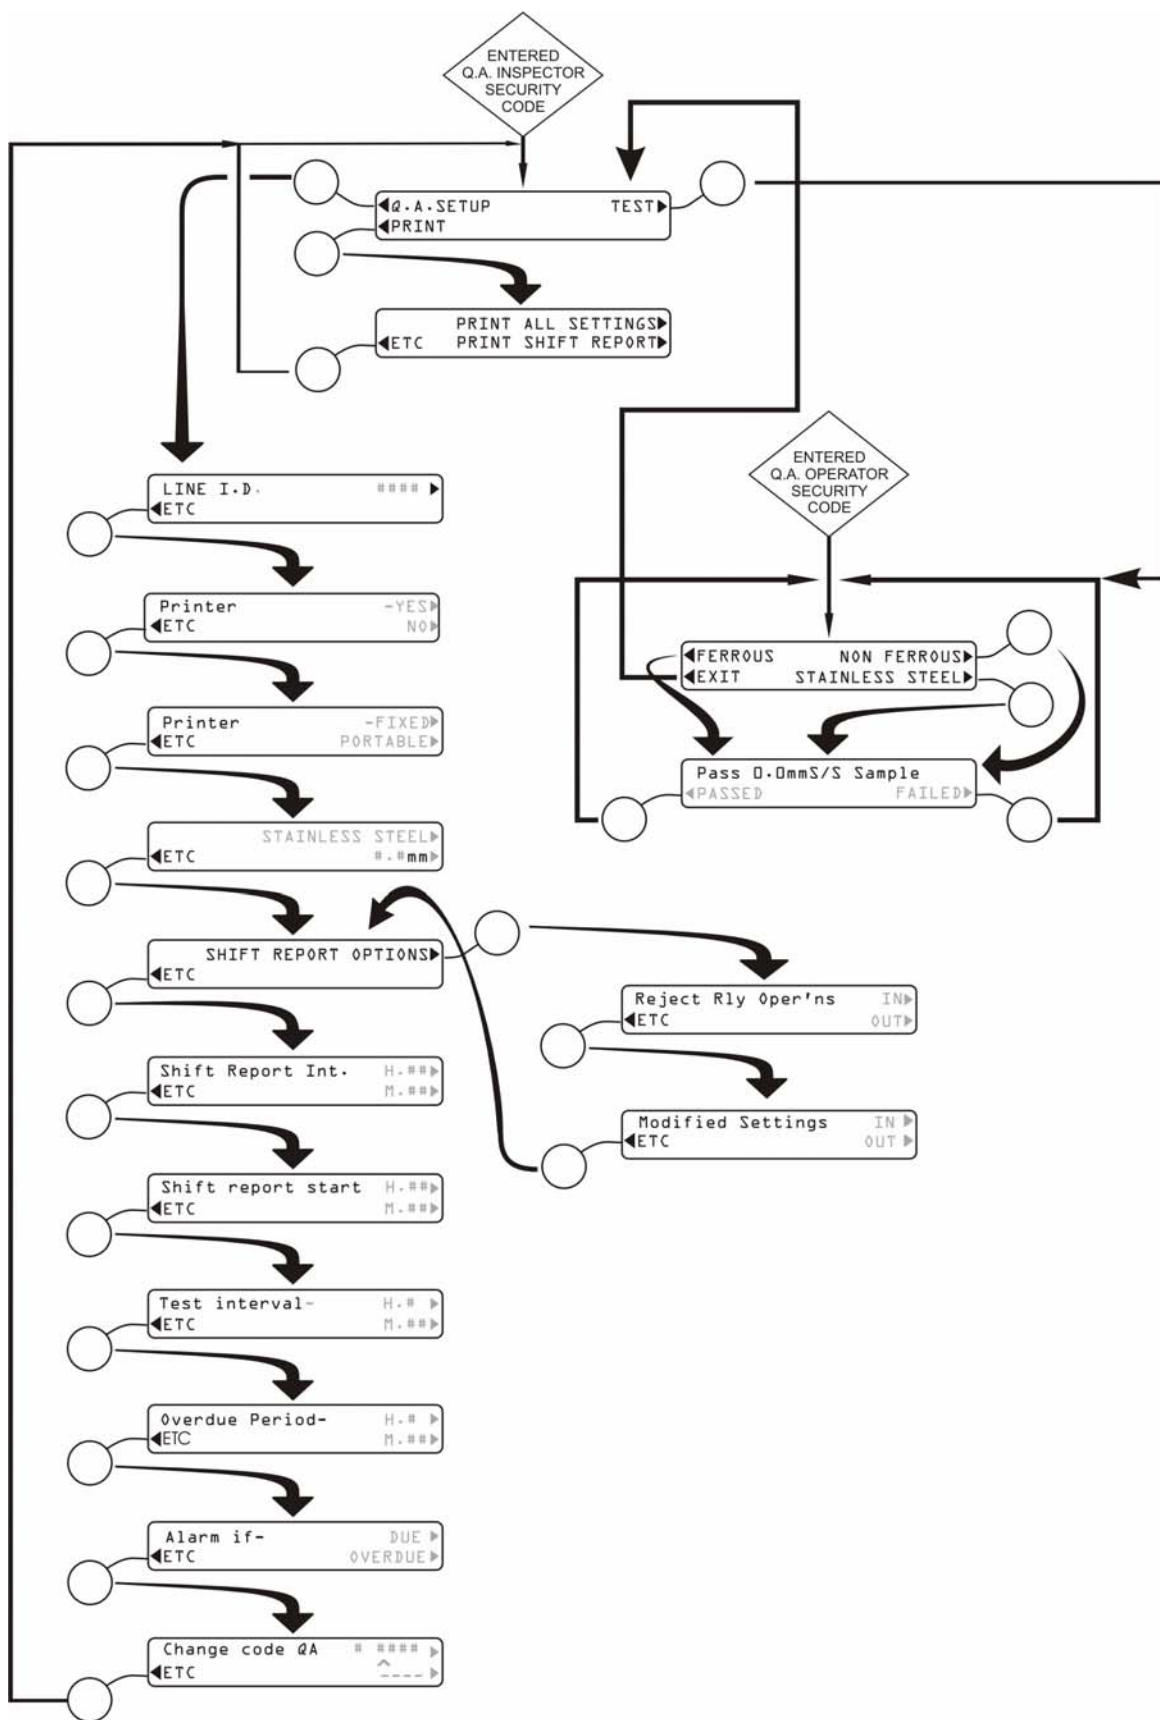 ENTERED
Q.A. INSPECTOR
SECURITY
CODE
◀Q.A.SETUP TEST▶
◀PRINT
PRINT ALL SETTINGS▶
◀ETC PRINT SHIFT REPORT▶
ENTERED
Q.A. OPERATOR
SECURITY
CODE
LINE I.D. #### ▶
◀ETC
Printer -YES▶
◀ETC NO▶
◀FERROUS NON FERROUS▶
◀EXIT STAINLESS STEEL▶
Printer -FIXED▶
◀ETC PORTABLE▶
Pass 0.0mmS/S Sample
◀PASSED FAILED▶
STAINLESS STEEL▶
◀ETC #.#mm▶
SHIFT REPORT OPTIONS▶
◀ETC
Reject Rly Oper'ns IN▶
◀ETC OUT▶
Shift Report Int. H.##▶
◀ETC M.##▶
Modified Settings IN ▶
◀ETC OUT ▶
Shift report start H.##▶
◀ETC M.##▶
Test interval- H.# ▶
◀ETC M.##▶
Overdue Period- H.# ▶
◀ETC M.##▶
Alarm if- DUE ▶
◀ETC OVERDUE▶
Change code QA # #### ▶
◀ETC ^ ---- ▶